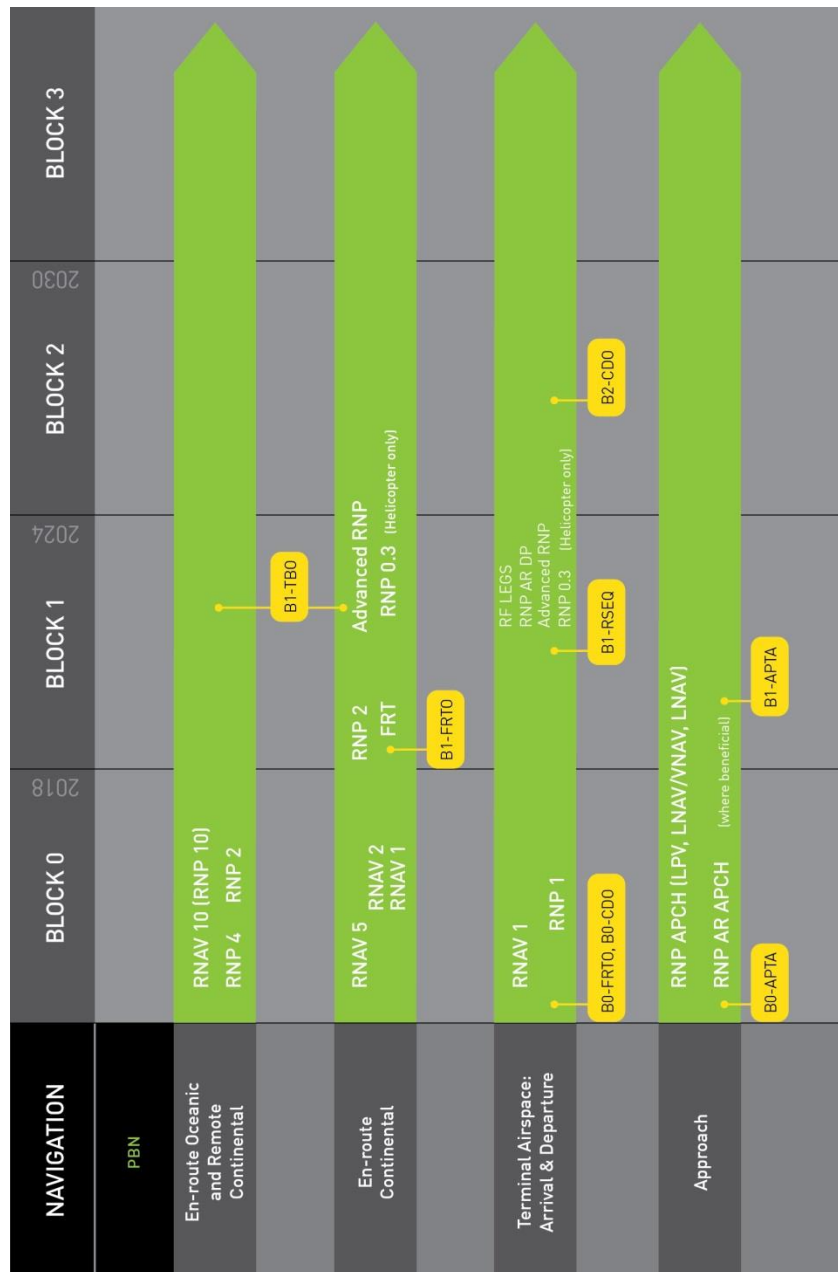 NAVIGATION
BLOCK 0
2018
BLOCK 1
2024
BLOCK 2
2030
BLOCK 3
PBN
En-route Oceanic
and Remote
Continental
RNAV 10 (RNP 10)
RNP 4 RNP 2
B1-TBO
En-route
Continental
RNAV 5
RNAV 2
RNAV 1
RNP 2
FRT
Advanced RNP
RNP 0.3 (Helicopter only)
B1-FRTO
Terminal Airspace:
Arrival & Departure
RNAV 1
RNP 1
RF LEGS
RNP AR DP
Advanced RNP
RNP 0.3 (Helicopter only)
B0-FRTO, B0-CDO
B1-RSEQ
B2-CDO
Approach
RNP APCH (LPV, LNAV/VNAV, LNAV)
RNP AR APCH (where beneficial)
B0-APTA
B1-APTA